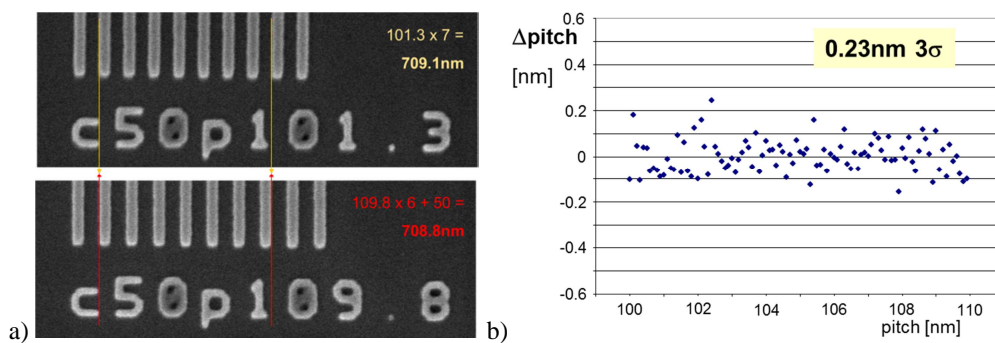 101.3 x 7 =
709.1nm
c50p101.3
109.8 x 6 + 50 =
708.8nm
c50p109.8
a)
b)
Δpitch
[nm]
0.23nm 3σ
0.6
0.4
0.2
0
-0.2
-0.4
-0.6
100 102 104 106 108 110
pitch [nm]